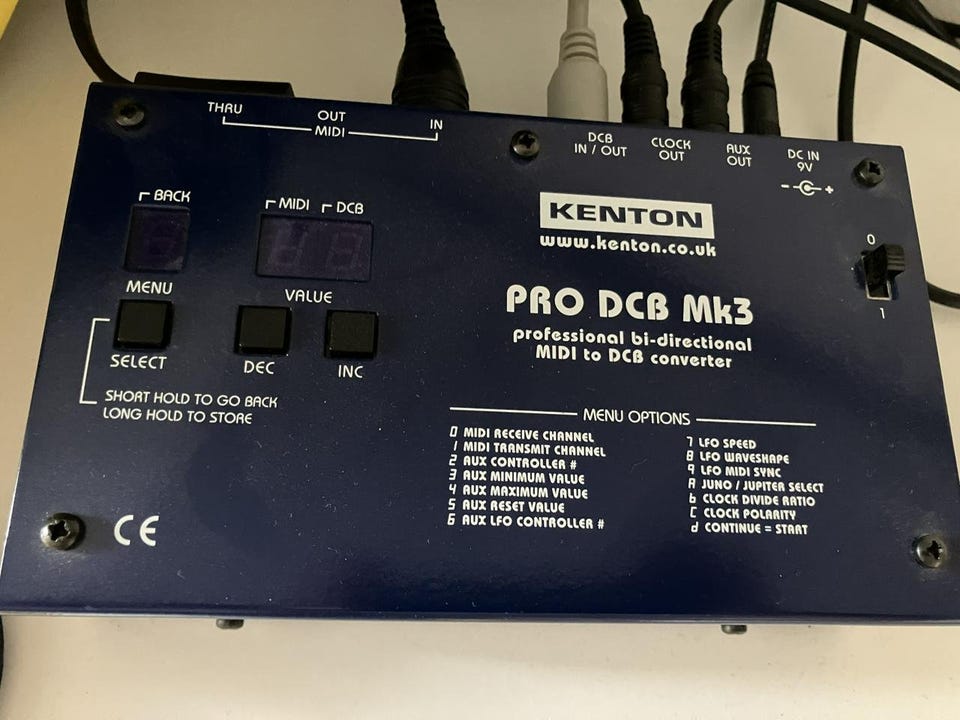 THRU
OUT
MIDI
IN
DCB
IN / OUT
CLOCK
OUT
AUX
OUT
DC IN
9V
- +
BACK
MIDI DCB
KENTON
www.kenton.co.uk
0
1
MENU
VALUE
SELECT
DEC
INC
SHORT HOLD TO GO BACK
LONG HOLD TO STORE
PRO DCB Mk3
professional bi-directional
MIDI to DCB converter
MENU OPTIONS
0 MIDI RECEIVE CHANNEL
1 MIDI TRANSMIT CHANNEL
2 AUX CONTROLLER #
3 AUX MINIMUM VALUE
4 AUX MAXIMUM VALUE
5 AUX RESET VALUE
6 AUX LFO CONTROLLER #
7 LFO SPEED
8 LFO WAVESHAPE
9 LFO MIDI SYNC
A JUNO / JUPITER SELECT
b CLOCK DIVIDE RATIO
C CLOCK POLARITY
d CONTINUE = START
CE